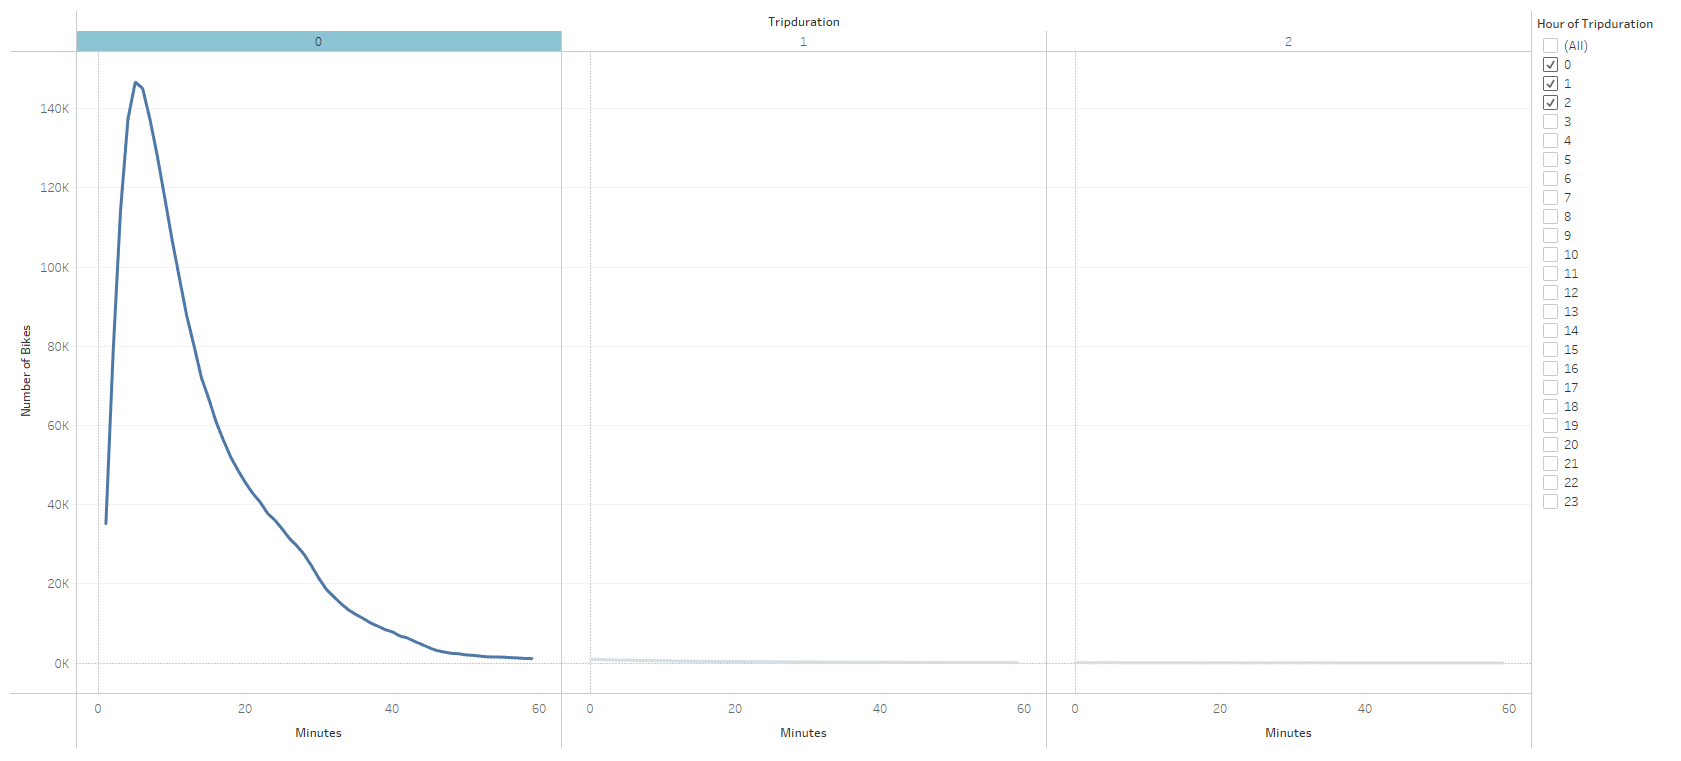 Tripduration
0 1 2
140K
120K
100K
80K
60K
40K
20K
0K
Number of Bikes
0 20 40 60 0 20 40 60 0 20 40 60
Minutes Minutes Minutes
Hour of Tripduration
(All)
0
1
2
3
4
5
6
7
8
9
10
11
12
13
14
15
16
17
18
19
20
21
22
23